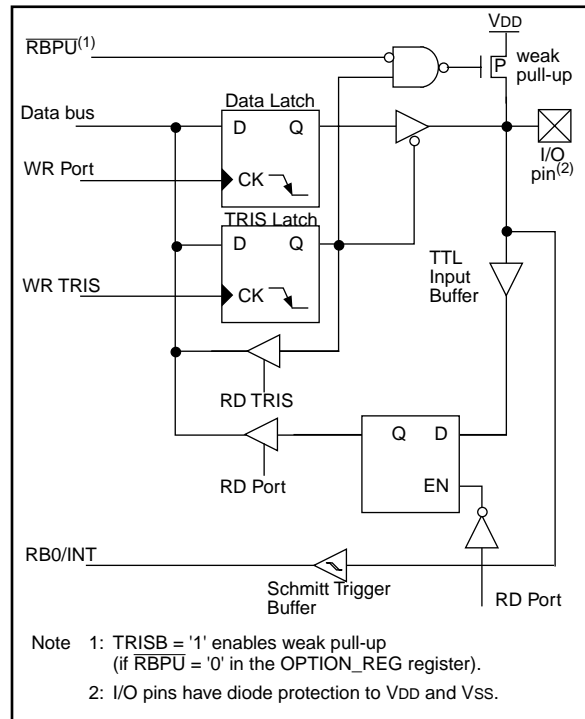 VDD
RBPU(1)
P
weak
pull-up
Data Latch
Data bus
D Q
WR Port
CK
I/O
pin(2)
TRIS Latch
D Q
TTL
Input
Buffer
WR TRIS
CK
RD TRIS
Q D
RD Port
EN
RB0/INT
Schmitt Trigger
Buffer
RD Port
Note 1: TRISB = '1' enables weak pull-up
(if RBPU = '0' in the OPTION_REG register).
2: I/O pins have diode protection to VDD and VSS.